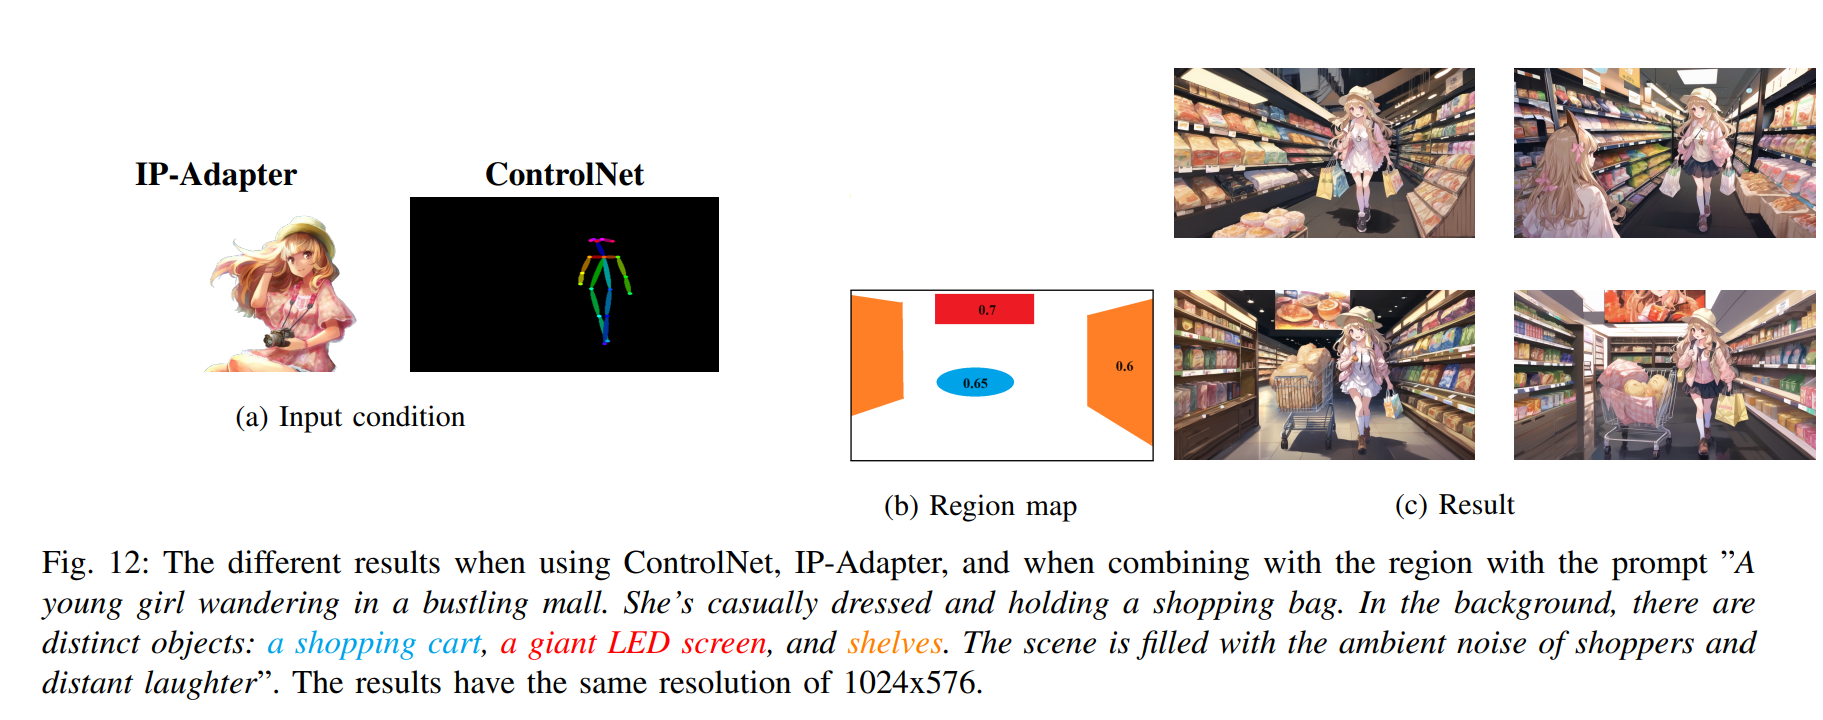 IP-Adapter
ControlNet
(a) Input condition
0.7
0.65
0.6
(b) Region map
(c) Result
Fig. 12: The different results when using ControlNet, IP-Adapter, and when combining with the region with the prompt ”A
young girl wandering in a bustling mall. She’s casually dressed and holding a shopping bag. In the background, there are
distinct objects: a shopping cart, a giant LED screen, and shelves. The scene is filled with the ambient noise of shoppers and
distant laughter”. The results have the same resolution of 1024x576.